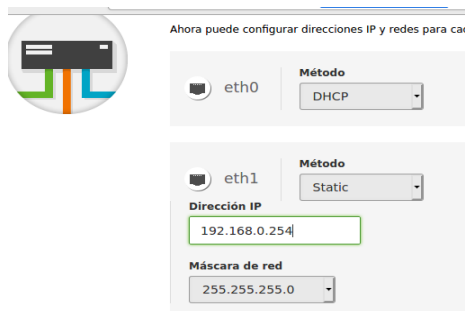 Ahora puede configurar direcciones IP y redes para
eth0
Método
DHCP
eth1
Método
Static
Dirección IP
192.168.0.254
Máscara de red
255.255.255.0